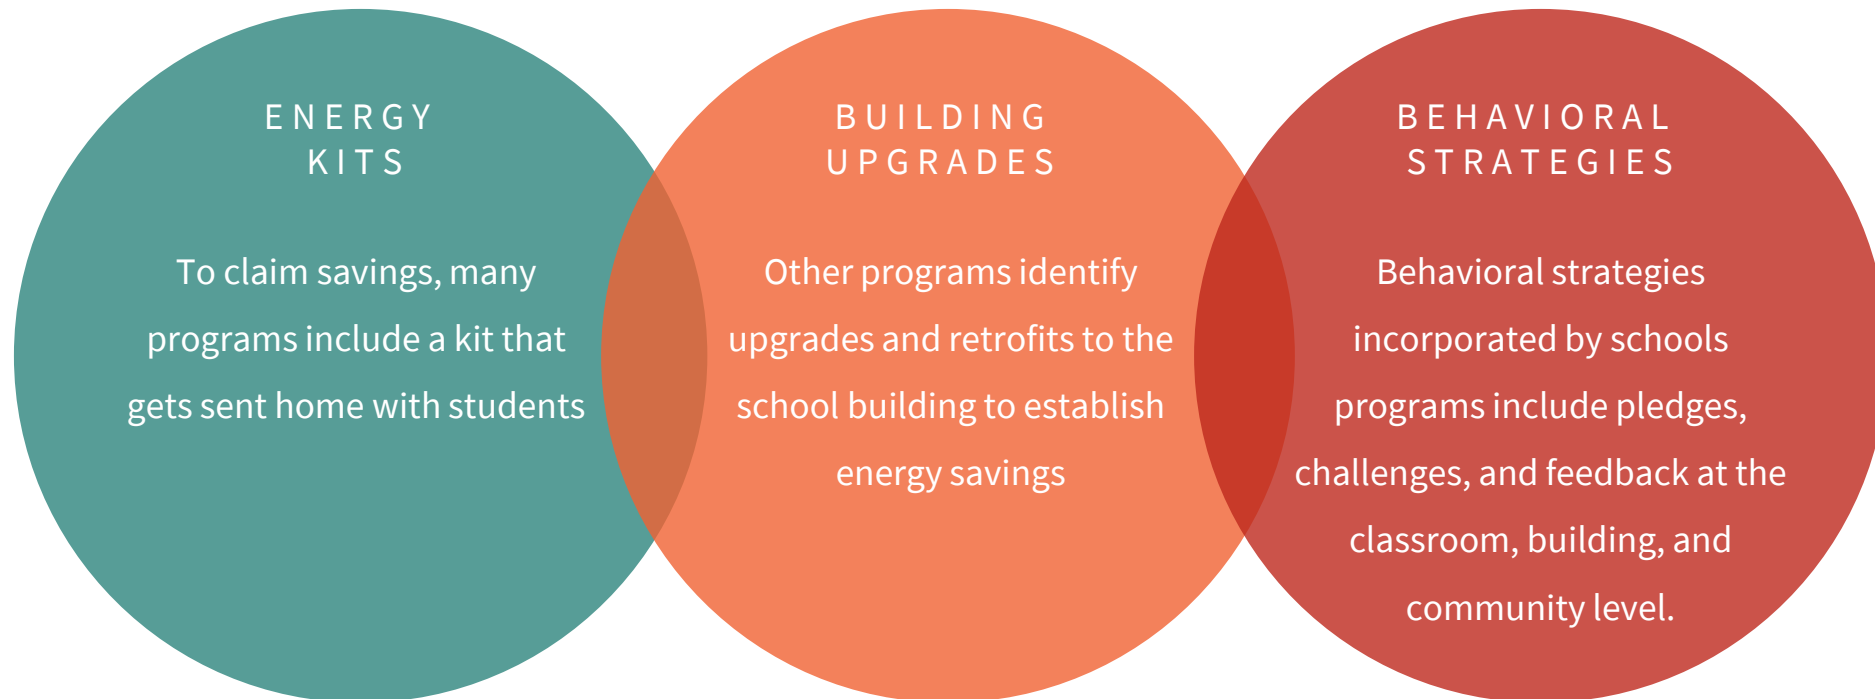 ENERGY
KITS
To claim savings, many
programs include a kit that
gets sent home with students
BUILDING
UPGRADES
Other programs identify
upgrades and retrofits to the
school building to establish
energy savings
BEHAVIORAL
STRATEGIES
Behavioral strategies
incorporated by schools
programs include pledges,
challenges, and feedback at the
classroom, building, and
community level.